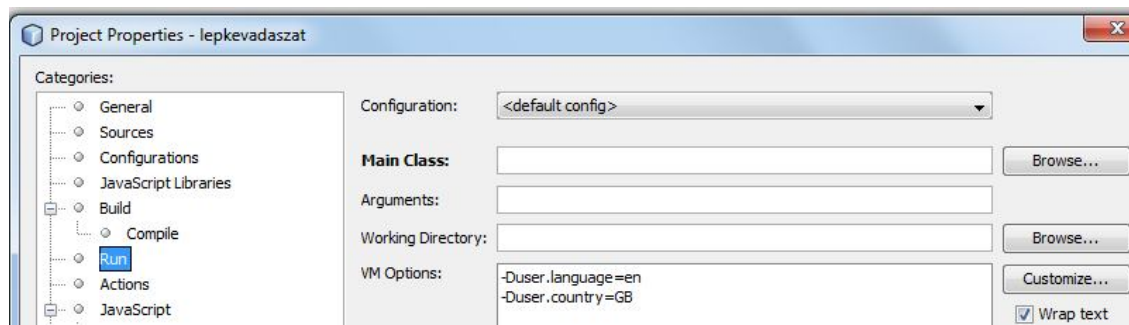 Project Properties - lepkevadaszat
Categories:
General
Sources
Configurations
JavaScript Libraries
Build
Compile
Run
Actions
JavaScript
Configuration: <default config>
Main Class: Browse...
Arguments:
Working Directory: Browse...
VM Options: -Duser.language=en Customize...
-Duser.country=GB
Wrap text